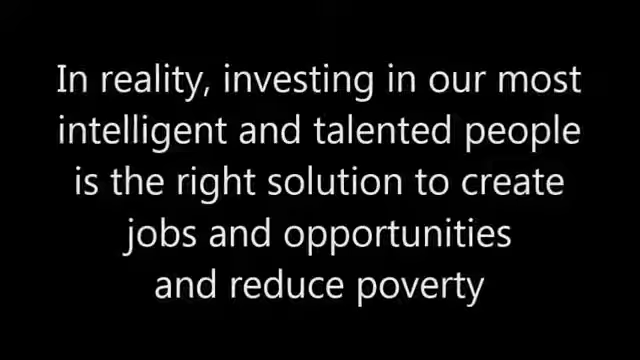 In reality, investing in our most
intelligent and talented people
is the right solution to create
jobs and opportunities
and reduce poverty